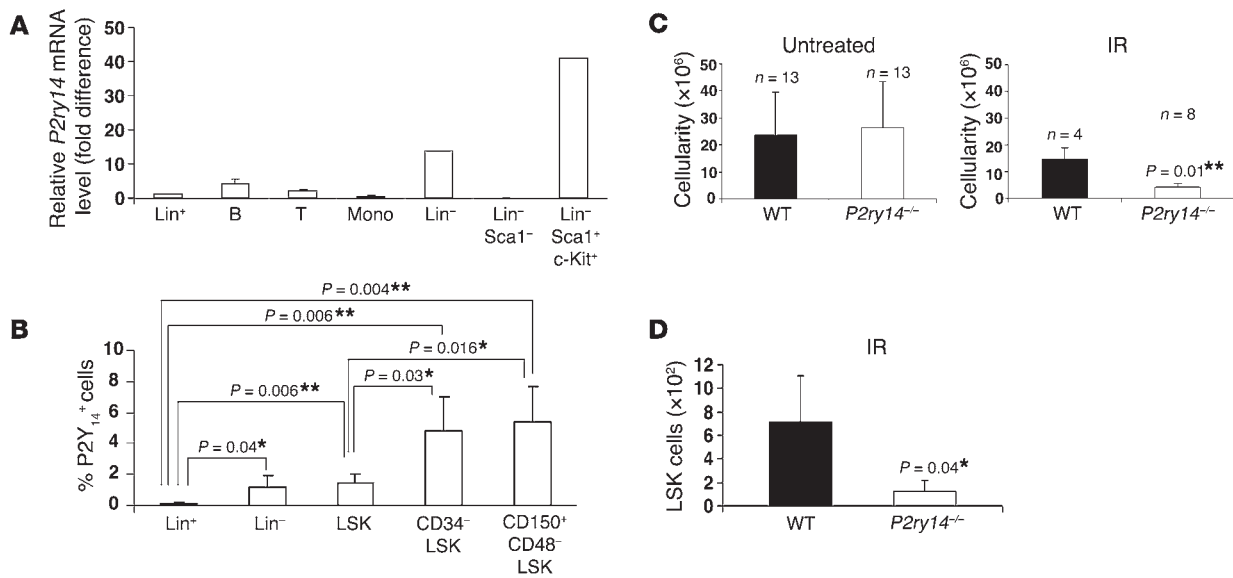 A
Relative P2ry14 mRNA
level (fold difference)
50
40
30
20
10
0
Lin⁺
B
T
Mono
Lin⁻
Lin⁻
Sca1⁻
Lin⁻
Sca1⁺
c-Kit⁺
B
% P2Y₁₄⁺ cells
10
8
6
4
2
0
P = 0.004**
P = 0.006**
P = 0.016*
P = 0.03*
P = 0.006**
P = 0.04*
Lin⁺
Lin⁻
LSK
CD34⁻
LSK
CD150⁺
CD48⁻
LSK
C
Untreated
Cellularity (×10⁶)
50
40
30
20
10
0
n = 13
n = 13
WT
P2ry14⁻/⁻
IR
Cellularity (×10⁶)
50
40
30
20
10
0
n = 4
n = 8
P = 0.01**
WT
P2ry14⁻/⁻
D
IR
LSK cells (×10²)
12
10
8
6
4
2
0
P = 0.04*
WT
P2ry14⁻/⁻